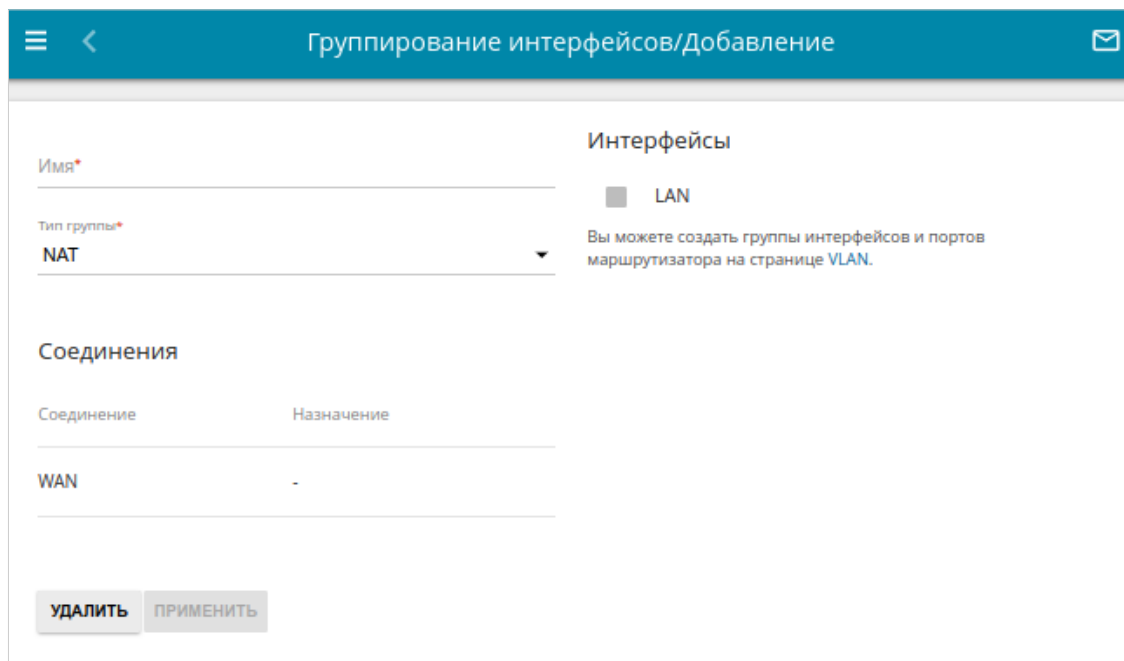 Группирование интерфейсов/Добавление
Имя*
Тип группы*
NAT
Интерфейсы
LAN
Вы можете создать группы интерфейсов и портов
маршрутизатора на странице VLAN.
Соединения
Соединение Назначение
WAN -
УДАЛИТЬ ПРИМЕНИТЬ